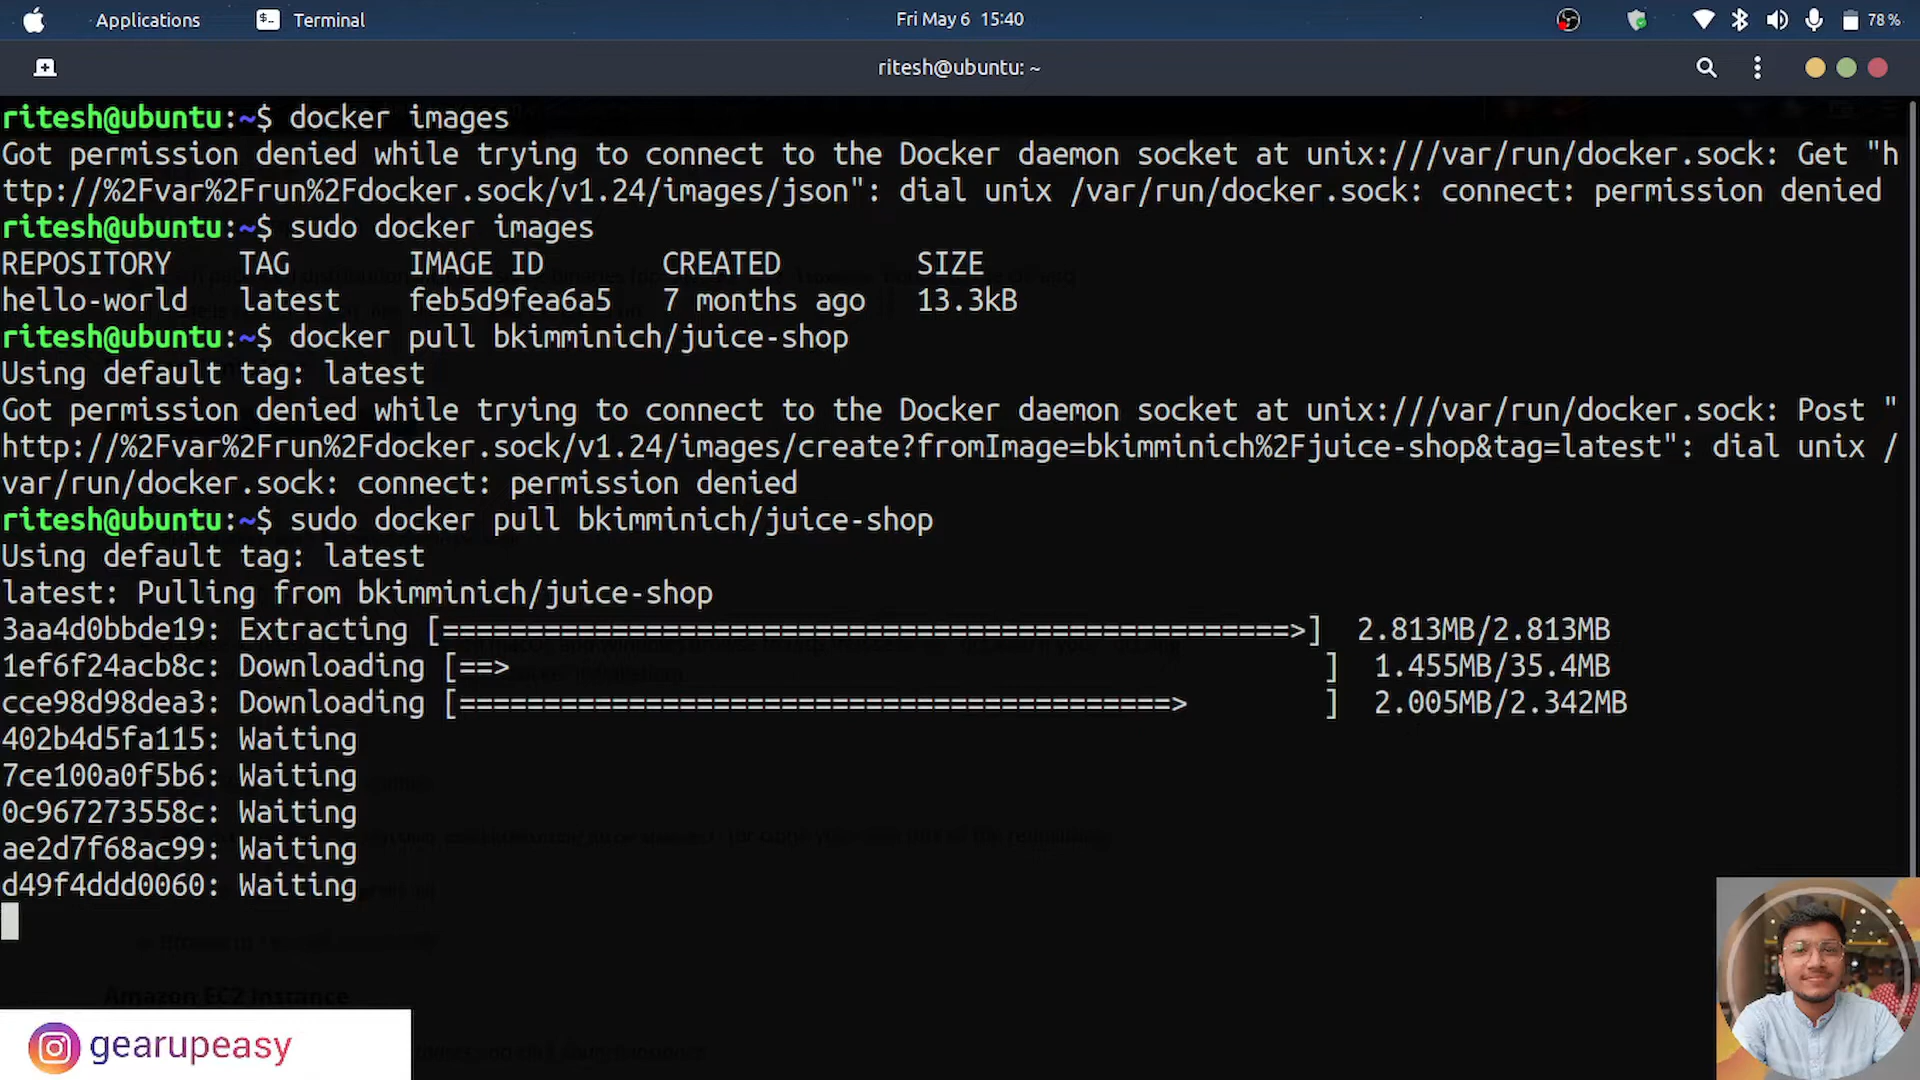 Applications Terminal Fri May 6 15:40 78 %
ritesh@ubuntu: ~
ritesh@ubuntu:~$ docker images
Got permission denied while trying to connect to the Docker daemon socket at unix:///var/run/docker.sock: Get "h
ttp://%2Fvar%2Frun%2Fdocker.sock/v1.24/images/json": dial unix /var/run/docker.sock: connect: permission denied
ritesh@ubuntu:~$ sudo docker images
REPOSITORY TAG IMAGE ID CREATED SIZE
hello-world latest feb5d9fea6a5 7 months ago 13.3kB
ritesh@ubuntu:~$ docker pull bkimminich/juice-shop
Using default tag: latest
Got permission denied while trying to connect to the Docker daemon socket at unix:///var/run/docker.sock: Post "
http://%2Fvar%2Frun%2Fdocker.sock/v1.24/images/create?fromImage=bkimminich%2Fjuice-shop&tag=latest": dial unix /
var/run/docker.sock: connect: permission denied
ritesh@ubuntu:~$ sudo docker pull bkimminich/juice-shop
Using default tag: latest
latest: Pulling from bkimminich/juice-shop
3aa4d0bbde19: Extracting [==================================================>] 2.813MB/2.813MB
1ef6f24acb8c: Downloading [==> ] 1.455MB/35.4MB
cce98d98dea3: Downloading [==========================================> ] 2.005MB/2.342MB
402b4d5fa115: Waiting
7ce100a0f5b6: Waiting
0c967273558c: Waiting
ae2d7f68ac99: Waiting
d49f4ddd0060: Waiting
Amazon EC2 Instance
gearupeasy